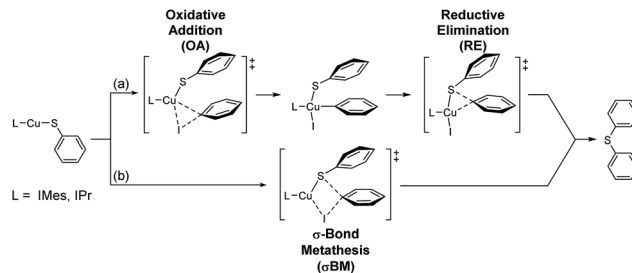 Oxidative
Addition
(OA)
Reductive
Elimination
(RE)
(a)
‡
S
L-Cu
I
S
L-Cu
I
‡
S
L-Cu
I
L-Cu-S
L = IMes, IPr
(b)
‡
S
L-Cu
I
S
σ-Bond
Metathesis
(σBM)